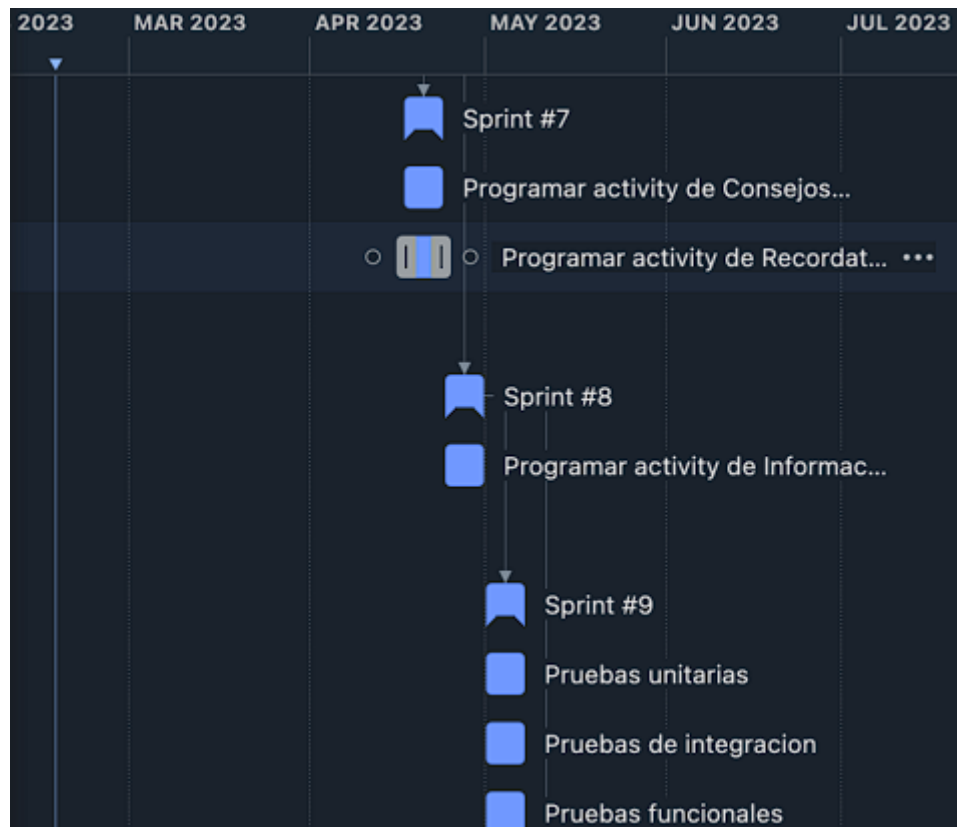 2023 MAR 2023 APR 2023 MAY 2023 JUN 2023 JUL 2023
Sprint #7
Programar activity de Consejos...
Programar activity de Recordat... •••
Sprint #8
Programar activity de Informac...
Sprint #9
Pruebas unitarias
Pruebas de integracion
Pruebas funcionales